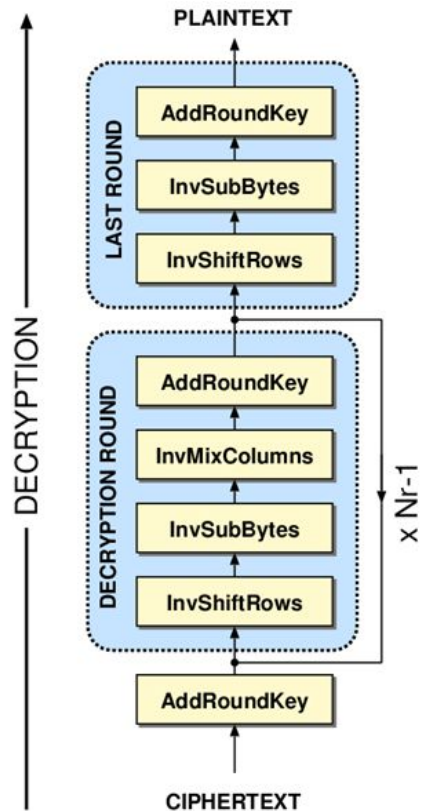 PLAINTEXT
AddRoundKey
InvSubBytes
InvShiftRows
LAST ROUND
AddRoundKey
InvMixColumns
InvSubBytes
InvShiftRows
DECRYPTION ROUND
x Nr-1
AddRoundKey
CIPHERTEXT
DECRYPTION